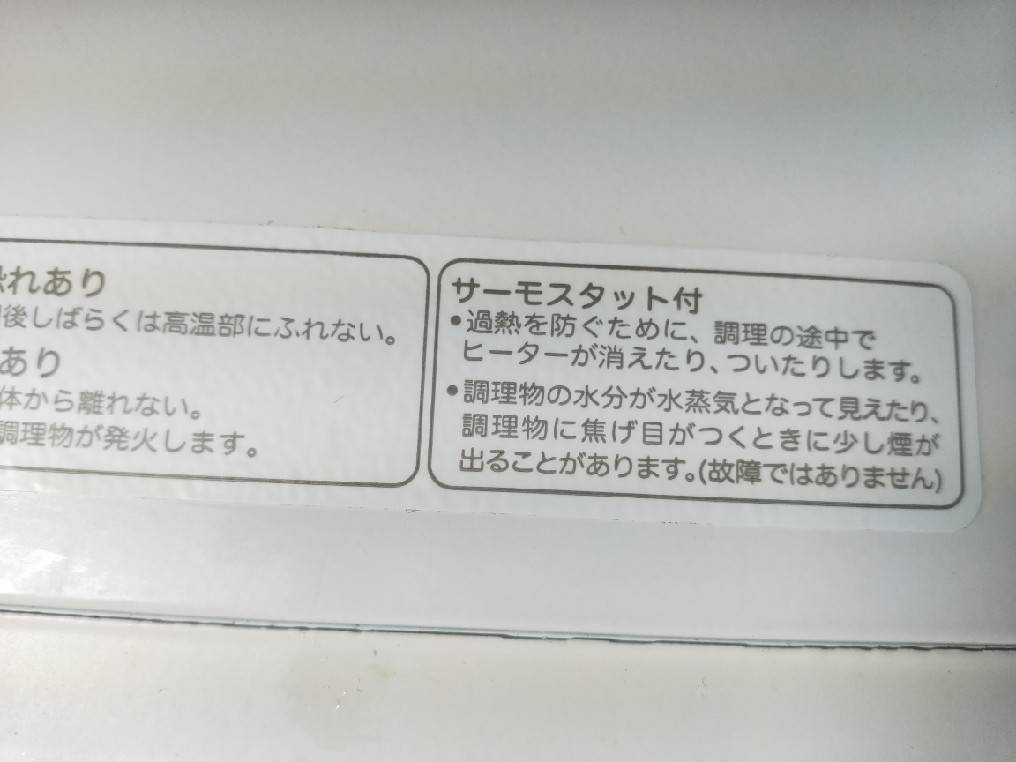 れあり
後しばらくは高温部にふれない。
あり
体から離れない。
調理物が発火します。
サーモスタット付
•過熱を防ぐために、調理の途中で
ヒーターが消えたり、ついたりします。
•調理物の水分が水蒸気となって見えたり、
調理物に焦げ目がつくときに少し煙が
出ることがあります。(故障ではありません)